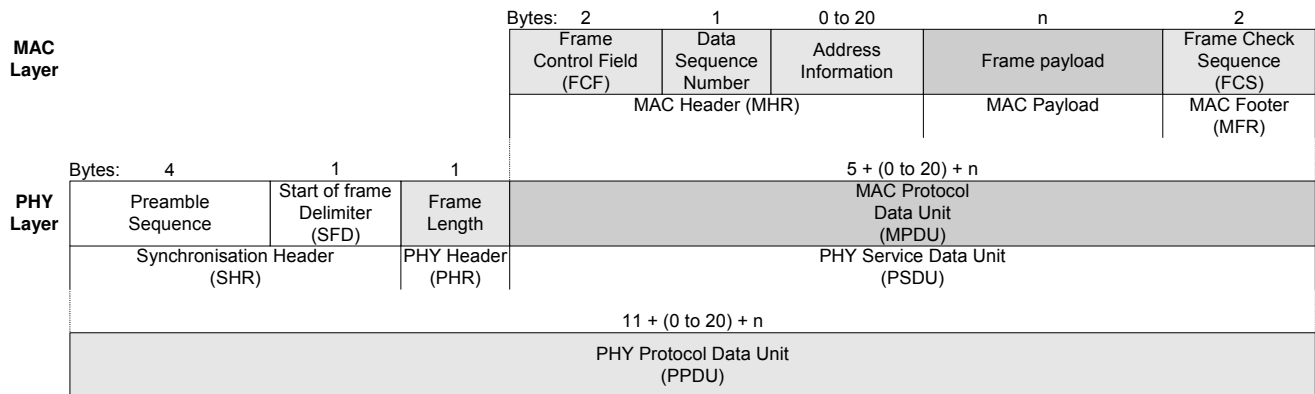 Bytes: 2 1 0 to 20 n 2
MAC
Layer
Frame
Control Field
(FCF)
Data
Sequence
Number
Address
Information
Frame payload
Frame Check
Sequence
(FCS)
MAC Header (MHR)
MAC Payload
MAC Footer
(MFR)
Bytes: 4 1 1 5 + (0 to 20) + n
PHY
Layer
Preamble
Sequence
Start of frame
Delimiter
(SFD)
Frame
Length
MAC Protocol
Data Unit
(MPDU)
Synchronisation Header
(SHR)
PHY Header
(PHR)
PHY Service Data Unit
(PSDU)
11 + (0 to 20) + n
PHY Protocol Data Unit
(PPDU)